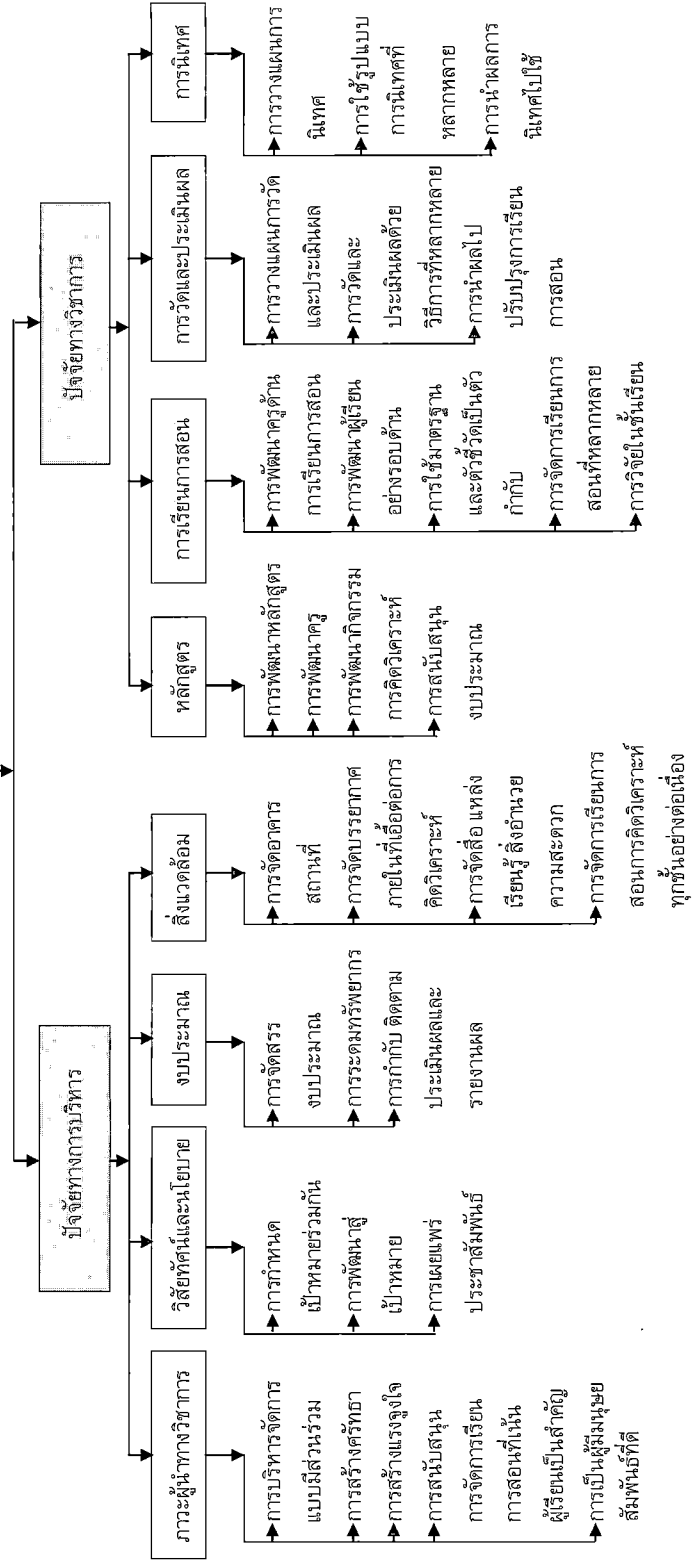 ปัจจัยทางการบริหาร
ปัจจัยทางวิชาการ
ภาวะผู้นำทางวิชาการ
วิสัยทัศน์และนโยบาย
งบประมาณ
สิ่งแวดล้อม
หลักสูตร
การเรียนการสอน
การวัดและประเมินผล
การนิเทศ
การบริหารจัดการ
แบบมีส่วนร่วม
การสร้างศรัทธา
การสร้างแรงจูงใจ
การสนับสนุน
การจัดการเรียน
การสอนที่เน้น
ผู้เรียนเป็นสำคัญ
การเป็นผู้มีมนุษย
สัมพันธ์ที่ดี
การกำหนด
เป้าหมายร่วมกัน
การพัฒนาสู่
เป้าหมาย
การเผยแพร่
ประชาสัมพันธ์
การจัดสรร
งบประมาณ
การระดมทรัพยากร
การกำกับ ติดตาม
ประเมินผลและ
รายงานผล
การจัดอาคาร
สถานที่
การจัดบรรยากาศ
ภายในที่เอื้อต่อการ
คิดวิเคราะห์
การจัดสื่อ แหล่ง
เรียนรู้ สิ่งอำนวย
ความสะดวก
การจัดการเรียนการ
สอนการคิดวิเคราะห์
ทุกชั้นอย่างต่อเนื่อง
การพัฒนาหลักสูตร
การพัฒนาครู
การพัฒนากิจกรรม
การคิดวิเคราะห์
การสนับสนุน
งบประมาณ
การพัฒนาครูด้าน
การเรียนการสอน
การพัฒนาผู้เรียน
อย่างรอบด้าน
การใช้มาตรฐาน
และตัวชี้วัดเป็นตัว
กำกับ
การจัดการเรียนการ
สอนที่หลากหลาย
การวิจัยในชั้นเรียน
การวางแผนการวัด
และประเมินผล
การวัดและ
ประเมินผลด้วย
วิธีการที่หลากหลาย
การนำผลไป
ปรับปรุงการเรียน
การสอน
การวางแผนการ
นิเทศ
การใช้รูปแบบ
การนิเทศที่
หลากหลาย
การนำผลการ
นิเทศไปใช้